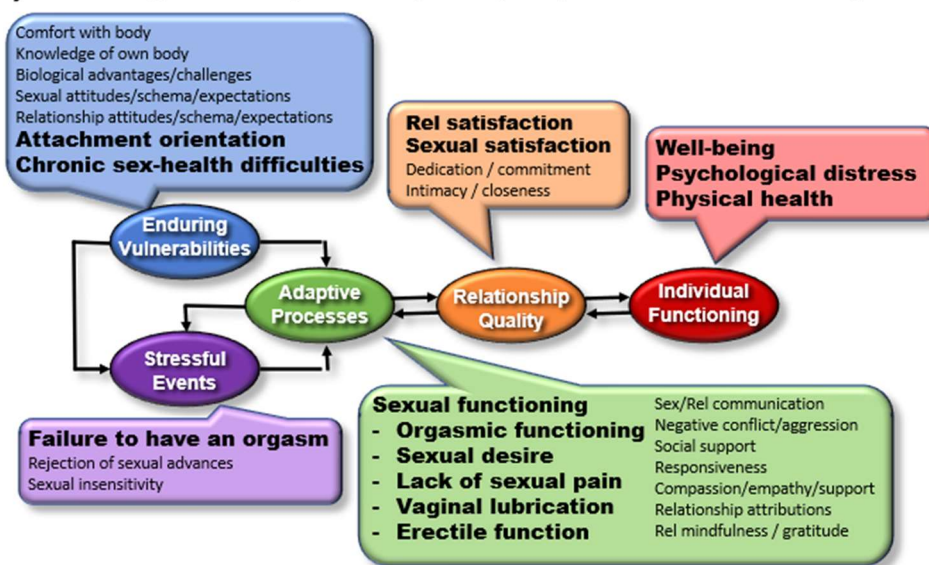 Comfort with body
Knowledge of own body
Biological advantages/challenges
Sexual attitudes/schema/expectations
Relationship attitudes/schema/expectations
Attachment orientation
Chronic sex-health difficulties
Rel satisfaction
Sexual satisfaction
Dedication / commitment
Intimacy / closeness
Well-being
Psychological distress
Physical health
Enduring
Vulnerabilities
Adaptive
Processes
Relationship
Quality
Individual
Functioning
Stressful
Events
Failure to have an orgasm
Rejection of sexual advances
Sexual insensitivity
Sexual functioning
- Orgasmic functioning
- Sexual desire
- Lack of sexual pain
- Vaginal lubrication
- Erectile function
Sex/Rel communication
Negative conflict/aggression
Social support
Responsiveness
Compassion/empathy/support
Relationship attributions
Rel mindfulness / gratitude